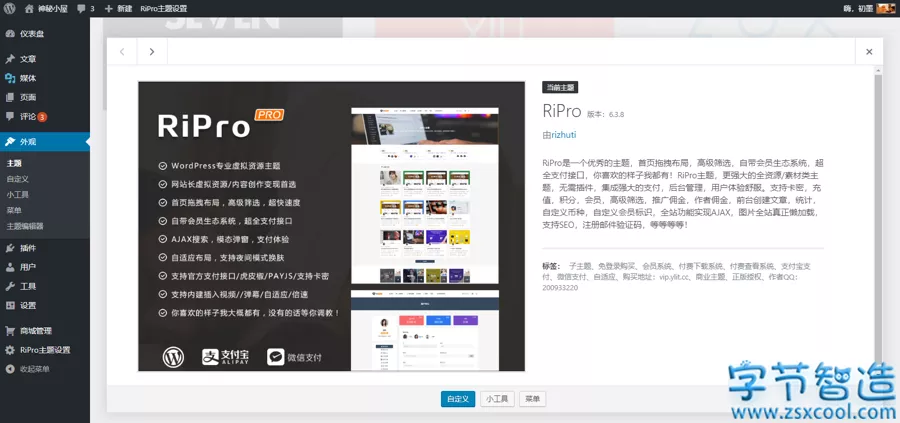 神秘小屋 3 新建 RiPro主题设置
嗨，初墨
仪表盘
文章
媒体
页面
评论 3
外观
主题
自定义
小工具
菜单
主题编辑器
插件
用户
工具
设置
商城管理
RiPro主题设置
收起菜单
SEVEN
RiPro PRO
WordPress专业虚拟资源主题
网站长虚拟资源/内容创作变现首选
首页拖拽布局，高级筛选，超快速度
自带会员生态系统，超全支付接口
AJAX搜索，模态弹窗，支付体验
自适应布局，支持夜间模式换肤
支持官方支付接口/虎皮椒/PAYJS/支持卡密
支持内建插入视频//弹幕/自适应/倍速
你喜欢的样子我大概都有，没有的话等你调教！
支付宝
ALIPAY
微信支付
当前主题
RiPro 版本：6.3.8
由rizhuti
RiPro是一个优秀的主题，首页拖拽布局，高级筛选，自带会员生态系统，超
全支付接口，你喜欢的样子我都有！RiPro主题，更强大的全资源/素材类主
题，无需插件，集成强大的支付，后台管理，用户体验舒服。支持卡密，充
值，积分，会员，高级筛选，推广佣金，作者佣金，前台创建文章，统计，
自定义币种，自定义会员标识，全站功能实现AJAX，图片全站真正懒加载，
支持SEO，注册邮件验证码，等等等等！
标签： 子主题、免登录购买、会员系统、付费下载系统、付费查看系统、支付宝支
付、微信支付、自适应、购买地址：vip.ylit.cc、商业主题、正版授权、作者QQ：
200933220
自定义
小工具
菜单
字节智造
www.zsxcool.com